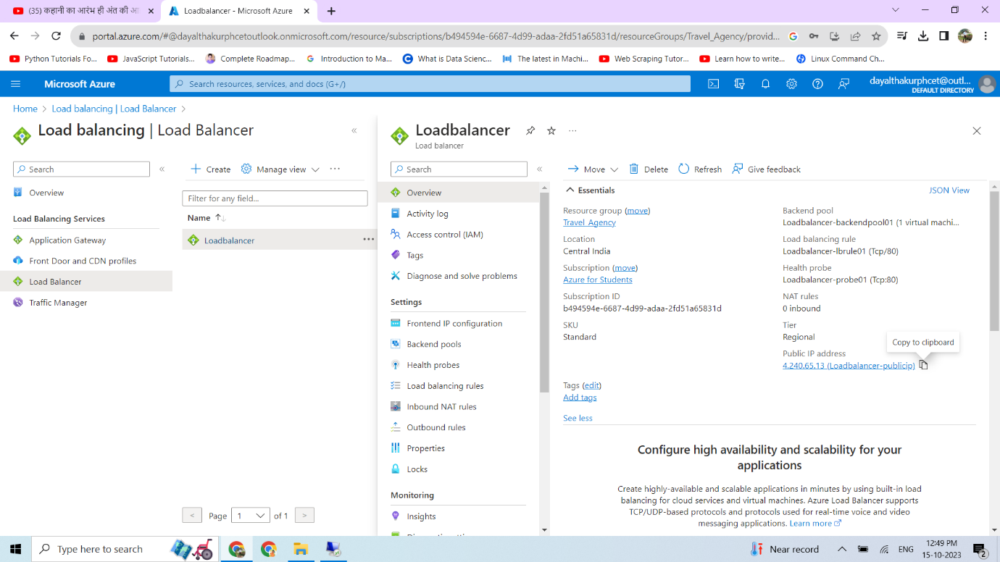 (35) कहानी का आरंभ ही अंत की
Loadbalancer - Microsoft Azure
portal.azure.com/#@dayalthakurphcetoutlook.onmicrosoft.com/resource/subscriptions/b494594e-6687-4d99-adaa-2fd51a65831d/resourceGroups/Travel_Agency/provid...
Python Tutorials Fo...
JavaScript Tutorials...
Complete Roadmap...
Introduction to Ma...
What is Data Scienc...
The latest in Machi...
Web Scraping Tutor...
Learn how to write...
Linux Command Ch...
Microsoft Azure
Search resources, services, and docs (G+/)
dayalthakurphcet@outl...
DEFAULT DIRECTORY
Home > Load balancing | Load Balancer >
Load balancing | Load Balancer
Search
Overview
Load Balancing Services
Application Gateway
Front Door and CDN profiles
Load Balancer
Traffic Manager
Create
Manage view
Filter for any field...
Name
Loadbalancer
< Page 1 of 1 >
Loadbalancer
Load balancer
Search
Overview
Activity log
Access control (IAM)
Tags
Diagnose and solve problems
Settings
Frontend IP configuration
Backend pools
Health probes
Load balancing rules
Inbound NAT rules
Outbound rules
Properties
Locks
Monitoring
Insights
Move
Delete
Refresh
Give feedback
Essentials
JSON View
Resource group (move)
Travel_Agency
Location
Central India
Subscription (move)
Azure for Students
Subscription ID
b494594e-6687-4d99-adaa-2fd51a65831d
SKU
Standard
Backend pool
Loadbalancer-backendpool01 (1 virtual machi...
Load balancing rule
Loadbalancer-lbrule01 (Tcp/80)
Health probe
Loadbalancer-probe01 (Tcp:80)
NAT rules
0 inbound
Tier
Regional
Copy to clipboard
Public IP address
4.240.65.13 (Loadbalancer-publicip)
Tags (edit)
Add tags
See less
Configure high availability and scalability for your
applications
Create highly-available and scalable applications in minutes by using built-in load
balancing for cloud services and virtual machines. Azure Load Balancer supports
TCP/UDP-based protocols and protocols used for real-time voice and video
messaging applications. Learn more
Type here to search
Near record
ENG
12:49 PM
15-10-2023
2